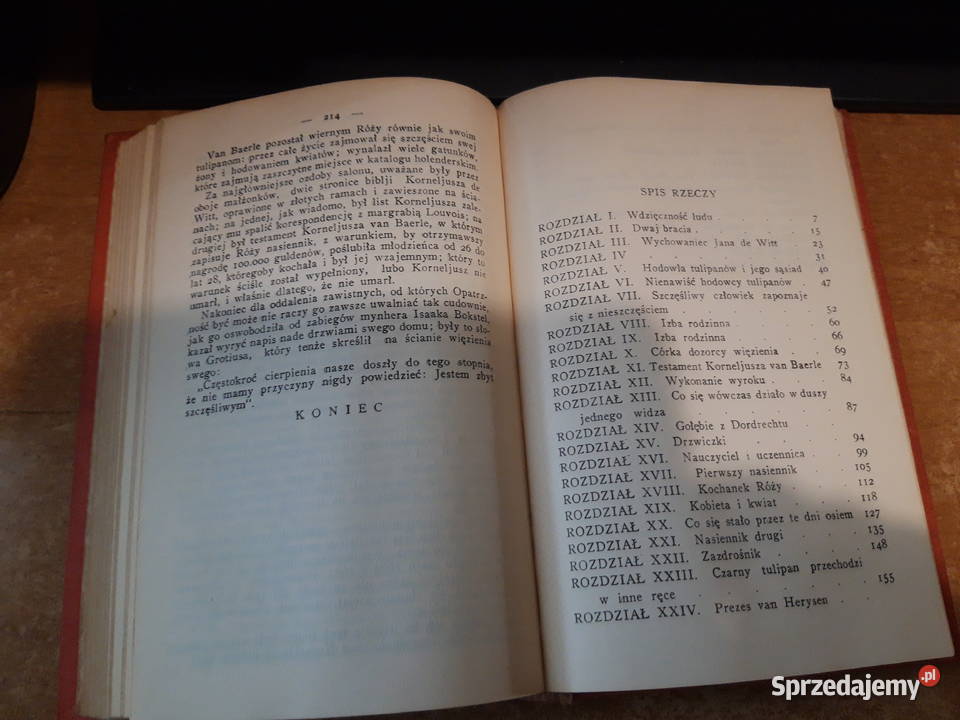 — 214 —
Van Baerle pozostał wiernym Róży równie jak swoim
tulipanom: przez całe życie zajmował się szczęściem swej
żony i hodowaniem kwiatów; wynalazł wiele gatunków,
które zajmują zaszczytne miejsce w katalogu holenderskim.
Za najgłówniejsze ozdoby salonu, uważane były przez
oboje małżonków, dwie stronice biblji Korneljusza de
Witt, oprawione w złotych ramach i zawieszone na ścia-
nach; na jednej, jak wiadomo, był list Korneljusza zale-
cający mu spalić korespondencję z margrabią Louvois; na
drugiej był testament Korneljusza van Baerle, w którym
zapisuje Róży nasiennik, z warunkiem, by otrzymawszy
nagrodę 100.000 guldenów, poślubiła młodzieńca od 26 do
lat 28, któregoby kochała i był jej wzajemnym; który to
warunek ściśle został wypełniony, lubo Korneljusz nie
umarł, i właśnie dlatego, że nie umarł.
Nakoniec dla oddalenia zawistnych, od których Opatrz-
ność być może nie raczy go zawsze uwalniać tak cudownie,
jak go oswobodziła od zabiegów mynhera Isaaka Bokstel,
kazał wyryć napis nade drzwiami swego domu; były to sło-
wa Grotiusa, który tenże skreślił na ścianie więzienia
swego:
„Częstokroć cierpienia nasze doszły do tego stopnia,
że nie mamy przyczyny nigdy powiedzieć: Jestem zbyt
szczęśliwym".
KONIEC
SPIS RZECZY
ROZDZIAŁ I. Wdzięczność ludu . . . . 7
ROZDZIAŁ II. Dwaj bracia . . . . 15
ROZDZIAŁ III. Wychowaniec Jana de Witt . . 23
ROZDZIAŁ IV . . . . . 31
ROZDZIAŁ V. Hodowla tulipanów i jego sąsiad . 40
ROZDZIAŁ VI. Nienawiść hodowcy tulipanów . 47
ROZDZIAŁ VII. Szczęśliwy człowiek zapoznaje
się z nieszczęściem . . . . . 52
ROZDZIAŁ VIII. Izba rodzinna . . . . 60
ROZDZIAŁ IX. Izba rodzinna . . . . 66
ROZDZIAŁ X. Córka dozorcy więzienia . . . 69
ROZDZIAŁ XI. Testament Korneljusza van Baerle 73
ROZDZIAŁ XII. Wykonanie wyroku . . . 84
ROZDZIAŁ XIII. Co się wówczas działo w duszy
jednego widza . . . . . 87
ROZDZIAŁ XIV. Gołębie z Dordrechtu . .
ROZDZIAŁ XV. Drzwiczki . . . . 94
ROZDZIAŁ XVI. Nauczyciel i uczennica . . 99
ROZDZIAŁ XVII. Pierwszy nasiennik . . . 105
ROZDZIAŁ XVIII. Kochanek Róży . . . 112
ROZDZIAŁ XIX. Kobieta i kwiat . . . 118
ROZDZIAŁ XX. Co się stało przez te dni osiem 127
ROZDZIAŁ XXI. Nasiennik drugi . . . 135
ROZDZIAŁ XXII. Zazdrośnik . . . . 148
ROZDZIAŁ XXIII. Czarny tulipan przechodzi
w inne ręce . . . . . . 155
ROZDZIAŁ XXIV. Prezes van Herysen . .
Sprzedajemy.pl